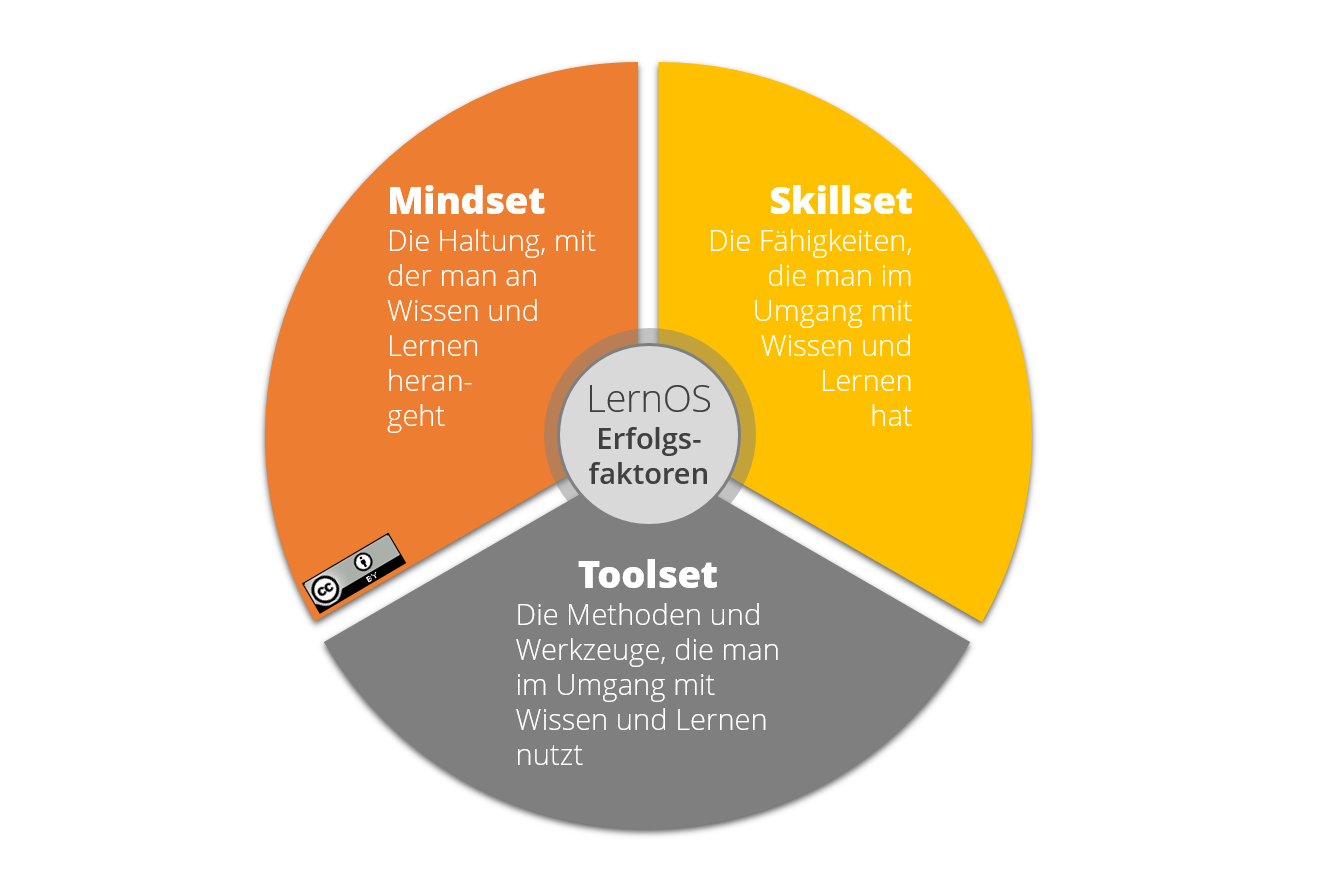 Mindset
Die Haltung, mit
der man an
Wissen und
Lernen
heran-
geht
Skillset
Die Fähigkeiten,
die man im
Umgang mit
Wissen und
Lernen
hat
LernOS
Erfolgs-
faktoren
Toolset
Die Methoden und
Werkzeuge, die man
im Umgang mit
Wissen und Lernen
nutzt
cc
BY